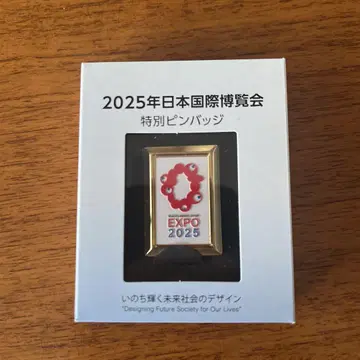 2025年日本国際博覧会
特別ピンバッジ
EXPO
2025
いのち輝く未来社会のデザイン
"Designing Future Society for Our Lives"